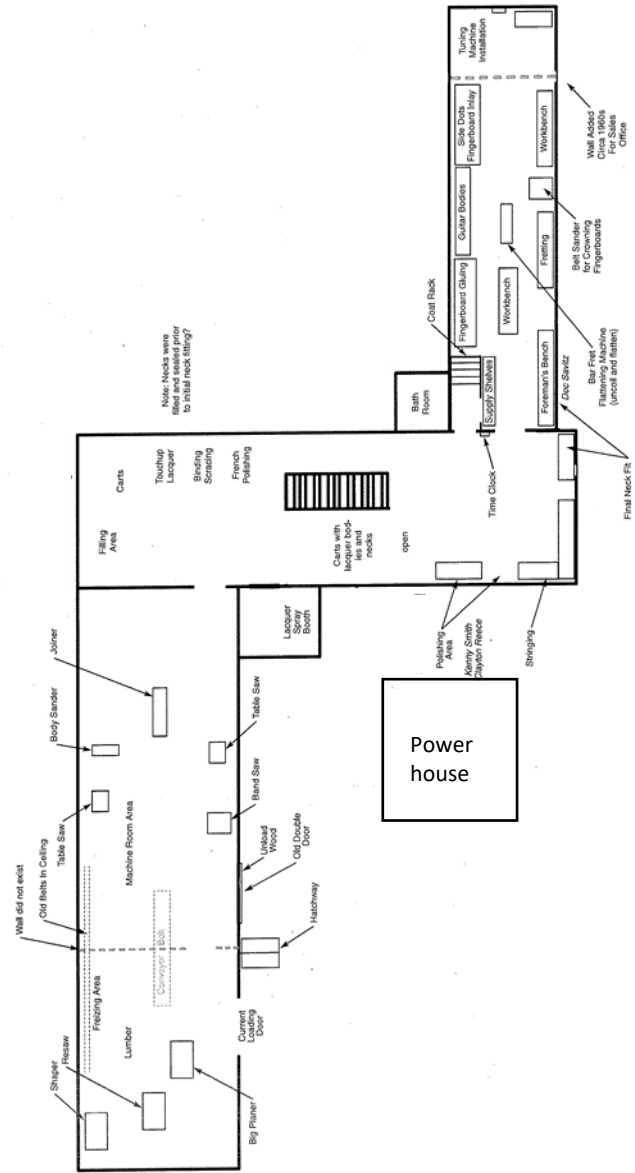 Wall did not exist
Old Belts In Ceiling
Shaper
Resaw
Table Saw
Body Sander
Joiner
Freizing Area
Lumber
Conveyor Belt
Machine Room Area
Big Planer
Current
Loading
Door
Hatchway
Unload
Wood
Old Double
Door
Band Saw
Table Saw
Lacquer
Spray
Booth
Filling
Area
Carts
Touchup
Lacquer
Binding
Scracing
French
Polishing
Note: Necks were
filled and sealed prior
to initial neck fitting?
Carts with
lacquer bod-
ies and
necks
open
Bath
Room
Coat Rack
Power
house
Polishing
Area
Kenny Smith
Clayton Reece
Stringing
Time Clock
Final Neck Fit
Supply Shelves
Fingerboard Gluing
Guitar Bodies
Side Dots
Fingerboard Inlay
Tuning
Machine
Installation
Workbench
Foreman's Bench
Fretting
Workbench
Doc Savitz
Bar Fret
Flattening Machine
(uncoil and flatten)
Belt Sander
for Crowning
Fingerboards
Wall Added
Circa 1960s
For Sales
Office